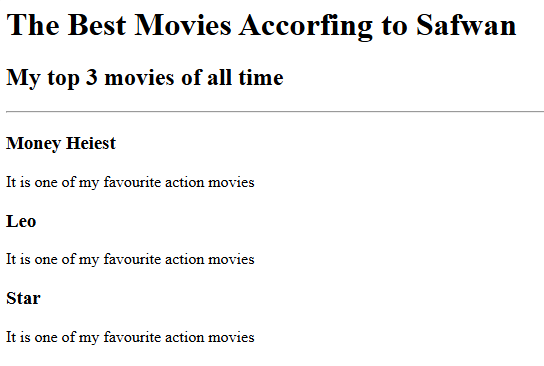 The Best Movies Accorfing to Safwan
My top 3 movies of all time
Money Heiest
It is one of my favourite action movies
Leo
It is one of my favourite action movies
Star
It is one of my favourite action movies